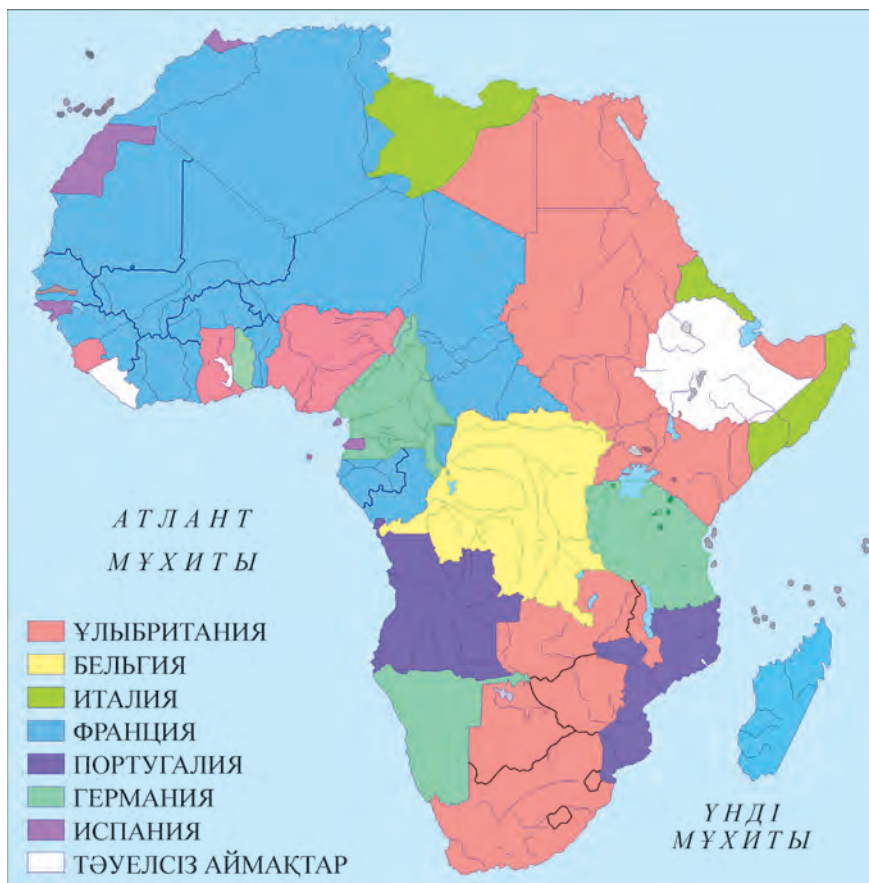 АТЛАНТ
МҰХИТЫ
ҰЛЫБРИТАНИЯ
БЕЛЬГИЯ
ИТАЛИЯ
ФРАНЦИЯ
ПОРТУГАЛИЯ
ГЕРМАНИЯ
ИСПАНИЯ
ТӘУЕЛСІЗ АЙМАҚТАР
ҮНДІ
МҰХИТЫ